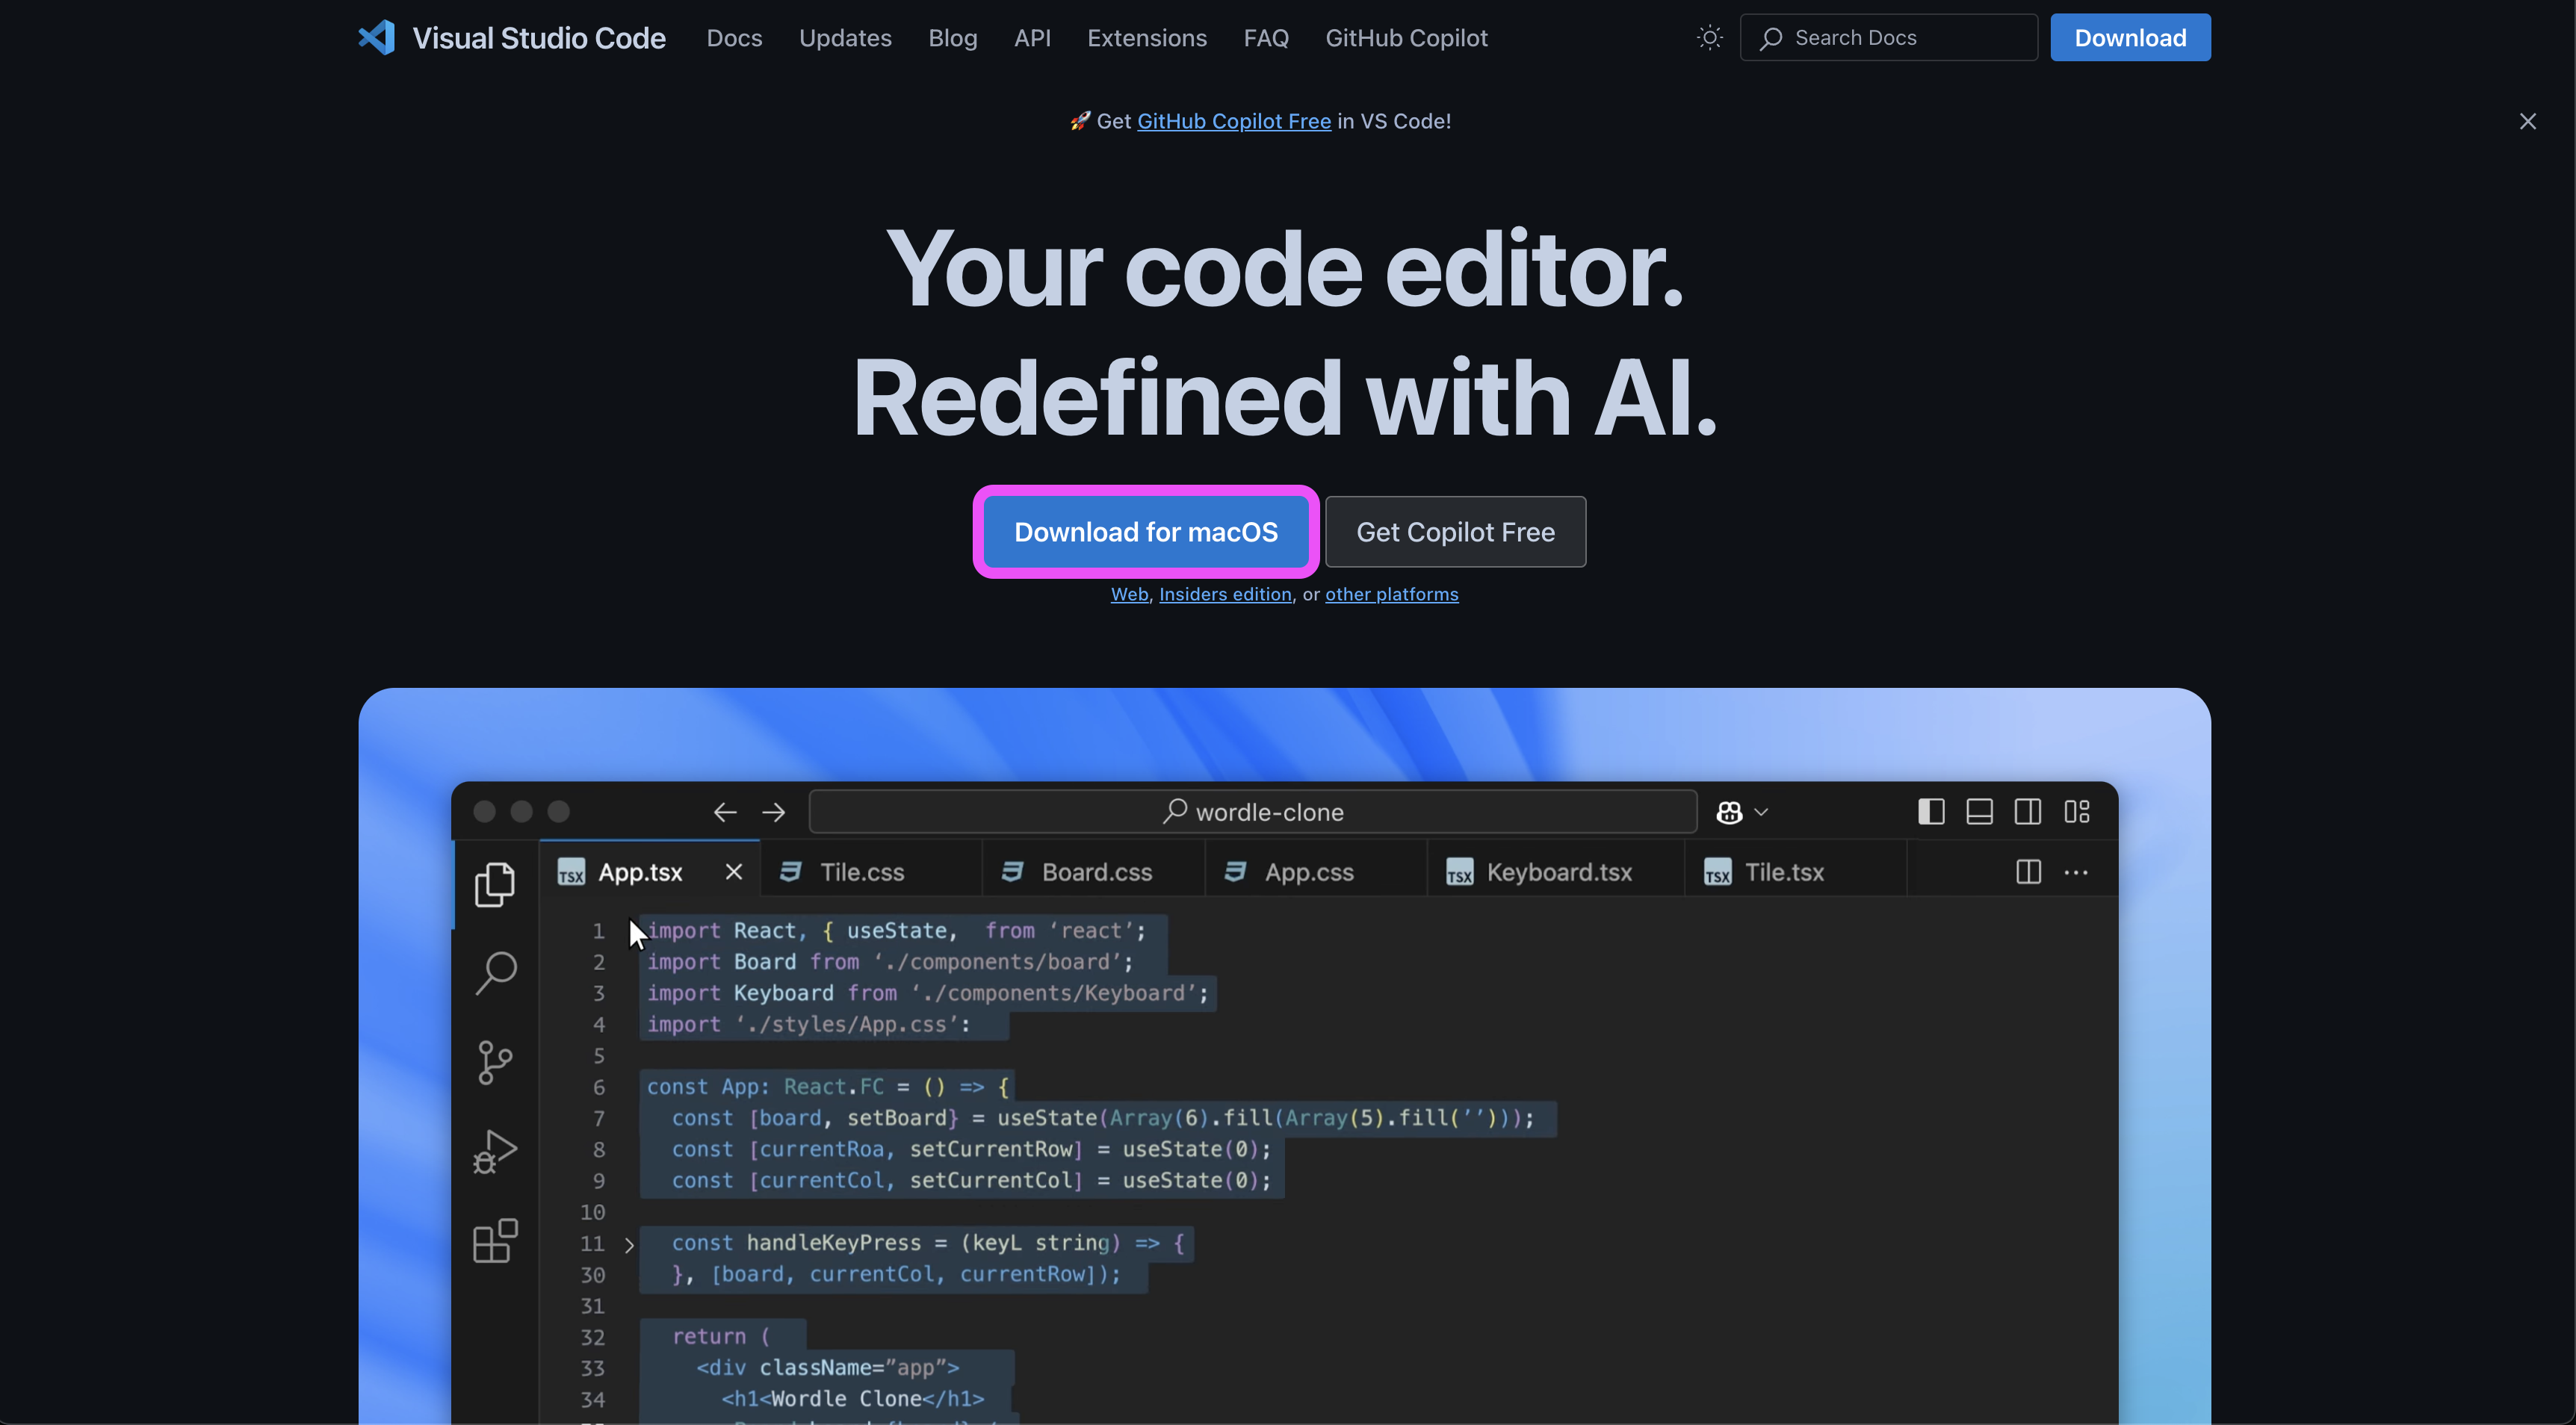 Visual Studio Code Docs Updates Blog API Extensions FAQ GitHub Copilot Search Docs Download
🚀 Get GitHub Copilot Free in VS Code!
Your code editor.
Redefined with AI.
Download for macOS Get Copilot Free
Web, Insiders edition, or other platforms
wordle-clone
TSX App.tsx Tile.css Board.css App.css TSX Keyboard.tsx TSX Tile.tsx
1 import React, { useState,  from ‘react’;
2 import Board from ‘./components/board’;
3 import Keyboard from ‘./components/Keyboard’;
4 import ‘./styles/App.css’:
5
6 const App: React.FC = () => {
7 const [board, setBoard} = useState(Array(6).fill(Array(5).fill(’’)));
8 const [currentRoa, setCurrentRow] = useState(0);
9 const [currentCol, setCurrentCol] = useState(0);
10
11 const handleKeyPress = (keyL string) => {
30 }, [board, currentCol, currentRow]);
31
32 return (
33 <div className=”app”>
34 <h1<Wordle Clone</h1>